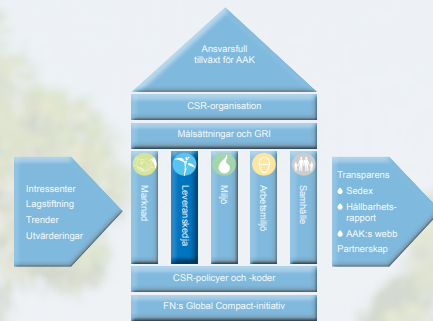 Ansvarsfull
tillväxt för AAK
CSR-organisation
Målsättningar och GRI
Intressenter
Lagstiftning
Trender
Utvärderingar
Marknad
Leveranskedja
Miljö
Arbetsmiljö
Samhälle
Transparens
Sedex
Hållbarhets-
rapport
AAK:s webb
Partnerskap
CSR-policyer och -koder
FN:s Global Compact-initiativ